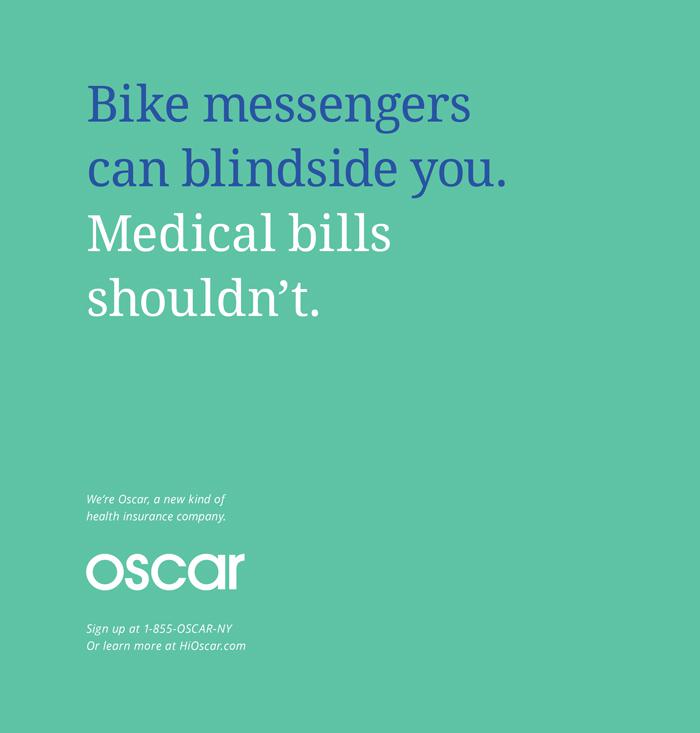 Bike messengers
can blindside you.
Medical bills
shouldn’t.
We’re Oscar, a new kind of
health insurance company.
oscar
Sign up at 1-855-OSCAR-NY
Or learn more at HiOscar.com